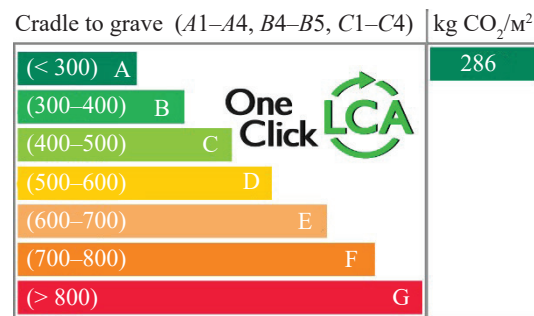 Cradle to grave (A1–A4, B4–B5, C1–C4) kg CO₂/м²
(< 300) A 286
(300–400) B
(400–500) C
(500–600) D
(600–700) E
(700–800) F
(> 800) G
One
Click
LCA